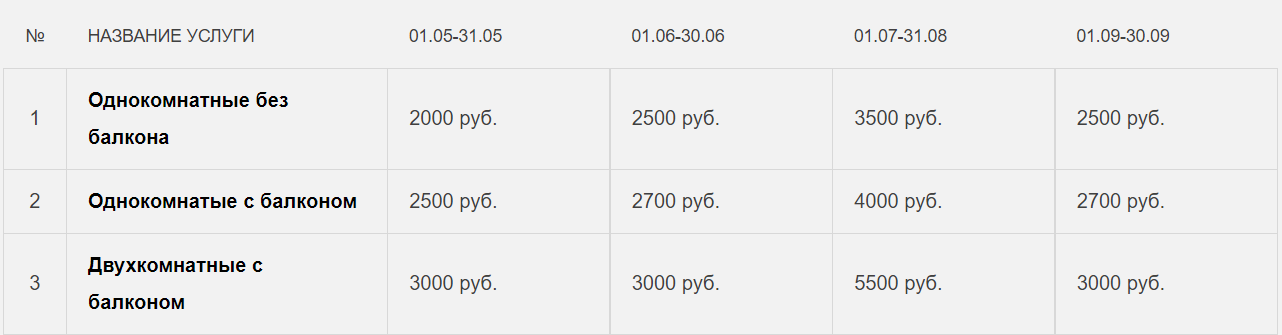 № НАЗВАНИЕ УСЛУГИ 01.05-31.05 01.06-30.06 01.07-31.08 01.09-30.09
1 Однокомнатные без
балкона 2000 руб. 2500 руб. 3500 руб. 2500 руб.
2 Однокомнатые с балконом 2500 руб. 2700 руб. 4000 руб. 2700 руб.
3 Двухкомнатные с
балконом 3000 руб. 3000 руб. 5500 руб. 3000 руб.